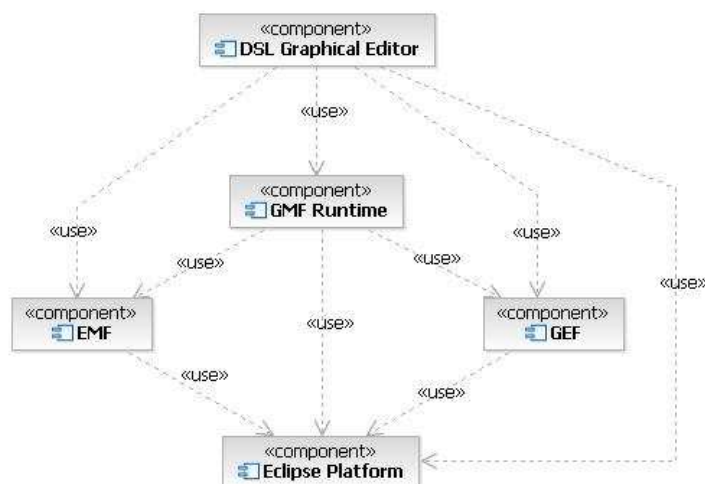 «component»
DSL Graphical Editor
«use»
«component»
GMF Runtime
«use»
«use»
«use»
«use»
«use»
«component»
EMF
«use»
«component»
GEF
«use»
«use»
«component»
Eclipse Platform